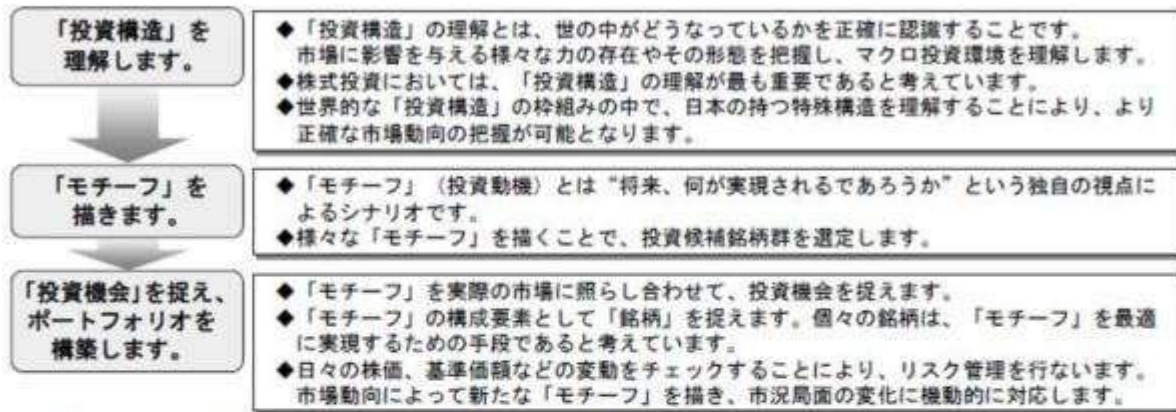 「投資構造」を
理解します。
◆「投資構造」の理解とは、世の中がどうなっているかを正確に認識することです。
市場に影響を与える様々な力の存在やその形態を把握し、マクロ投資環境を理解します。
◆株式投資においては、「投資構造」の理解が最も重要であると考えています。
◆世界的な「投資構造」の枠組みの中で、日本の持つ特殊構造を理解することにより、より
正確な市場動向の把握が可能となります。
「モチーフ」を
描きます。
◆「モチーフ」（投資動機）とは“将来、何が実現されるであろうか”という独自の視点に
よるシナリオです。
◆様々な「モチーフ」を描くことで、投資候補銘柄群を選定します。
「投資機会」を捉え、
ポートフォリオを
構築します。
◆「モチーフ」を実際の市場に照らし合わせて、投資機会を捉えます。
◆「モチーフ」の構成要素として「銘柄」を捉えます。個々の銘柄は、「モチーフ」を最適
に実現するための手段であると考えています。
◆日々の株価、基準価額などの変動をチェックすることにより、リスク管理を行ないます。
市場動向によって新たな「モチーフ」を描き、市況局面の変化に機動的に対応します。